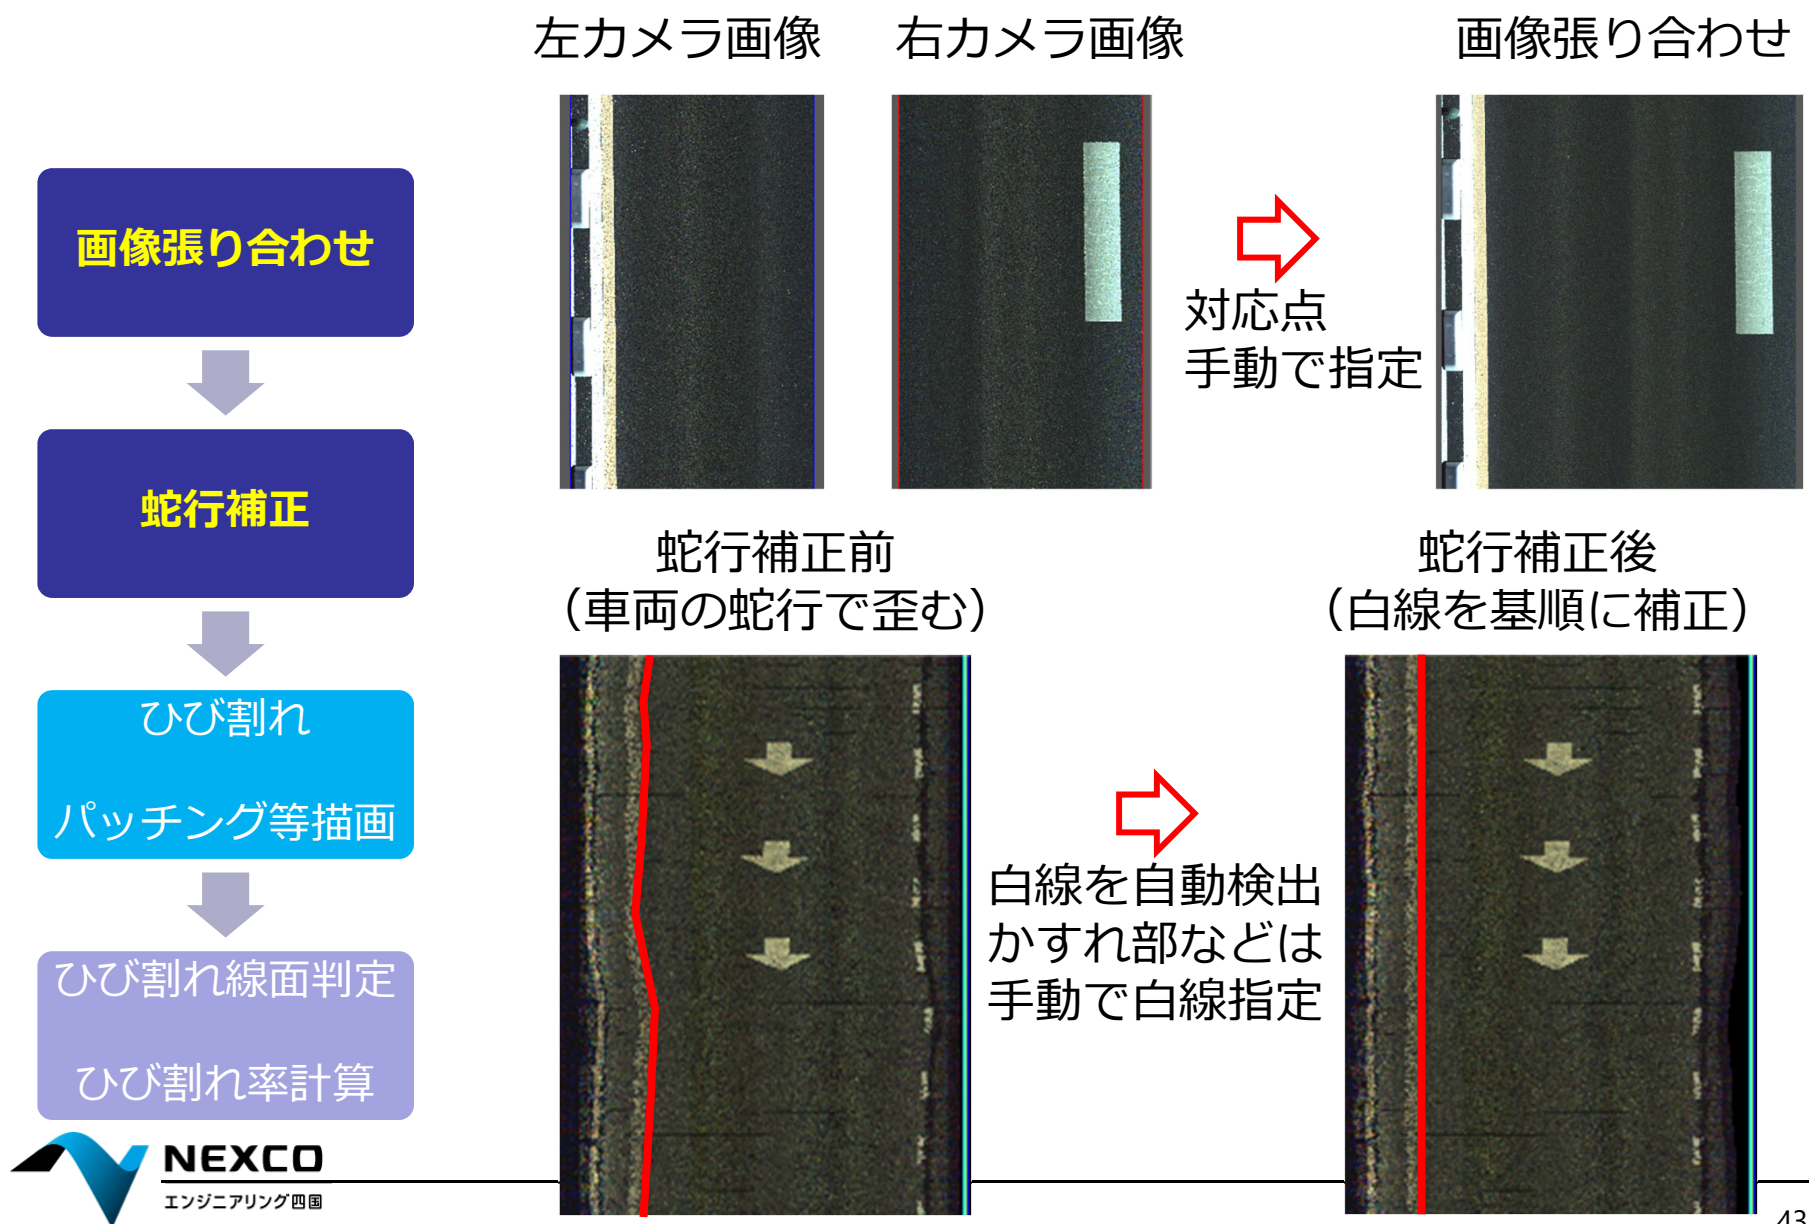 左カメラ画像
右カメラ画像
画像張り合わせ
画像張り合わせ
対応点
手動で指定
蛇行補正
蛇行補正前
（車両の蛇行で歪む）
蛇行補正後
（白線を基順に補正）
ひび割れ
パッチング等描画
白線を自動検出
かすれ部などは
手動で白線指定
ひび割れ線面判定
ひび割れ率計算
NEXCO
エンジニアリング四国
43